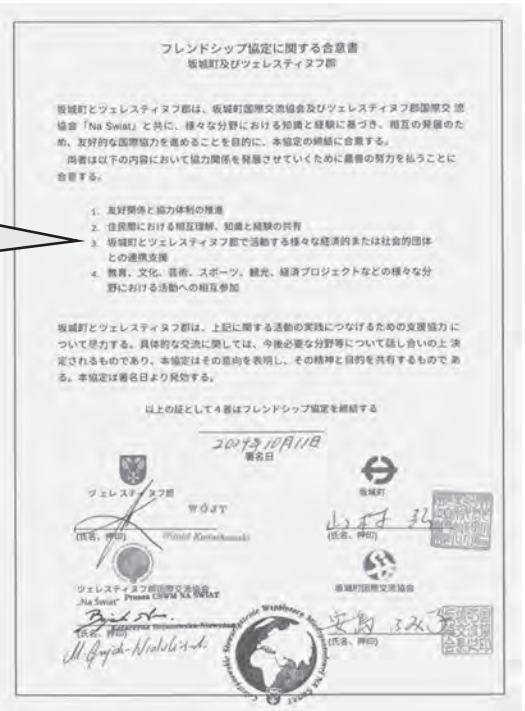 フレンドシップ協定に関する合意書
坂城町及びツェレスティヌフ郡
坂城町とツェレスティヌフ郡は、坂城町国際交流協会及びツェレスティヌフ郡国際交 流
協会「Na Świat」と共に、様々な分野における知識と経験に基づき、相互の発展のた
め、友好的な国際協力を進めることを目的に、本協定の締結に合意する。
両者は以下の内容において協力関係を発展させていくために最善の努力を払うことに
合意する。
1. 友好関係と協力体制の推進
2. 住民間における相互理解、知識と経験の共有
3. 坂城町とツェレスティヌフ郡で活動する様々な経済的または社会的団体
との連携支援
4. 教育、文化、芸術、スポーツ、観光、経済プロジェクトなどの様々な分
野における活動への相互参加
坂城町とツェレスティヌフ郡は、上記に関する活動の実践につなげるための支援協力 に
ついて尽力する。具体的な交流に関しては、今後必要な分野等について話し合いの上 決
定されるものであり、本協定はその意向を表明し、その精神と目的を共有するもので あ
る。本協定は署名日より発効する。
以上の証として4者はフレンドシップ協定を締結する
2024年10月11日
署名日
ツェレスティヌフ郡
WÓJT
Witold Kwiatkowski
(氏名、押印)
坂城町
山村 弘
(氏名、押印)
ツェレスティヌフ郡国際交流協会
„Na Świat"
Prezes CSWM NA ŚWIAT
(氏名、押印)
坂城町国際交流協会
(氏名、押印)